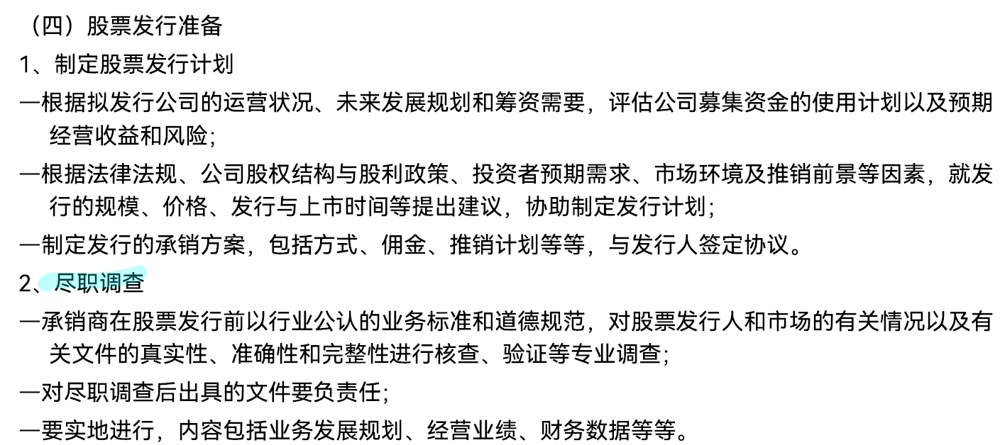 （四）股票发行准备
1、制定股票发行计划
—根据拟发行公司的运营状况、未来发展规划和筹资需要，评估公司募集资金的使用计划以及预期
经营收益和风险；
—根据法律法规、公司股权结构与股利政策、投资者预期需求、市场环境及推销前景等因素，就发
行的规模、价格、发行与上市时间等提出建议，协助制定发行计划；
—制定发行的承销方案，包括方式、佣金、推销计划等等，与发行人签定协议。
2、尽职调查
—承销商在股票发行前以行业公认的业务标准和道德规范，对股票发行人和市场的有关情况以及有
关文件的真实性、准确性和完整性进行核查、验证等专业调查；
—对尽职调查后出具的文件要负责任；
—要实地进行，内容包括业务发展规划、经营业绩、财务数据等等。